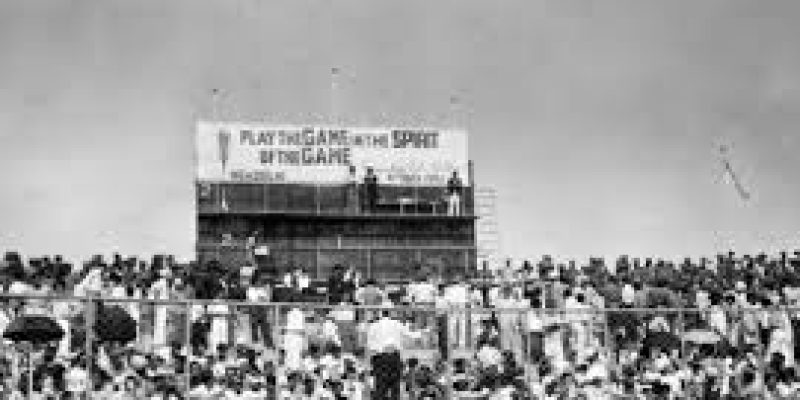 PLAY THE GAME IN THE SPIRIT
OF THE GAME